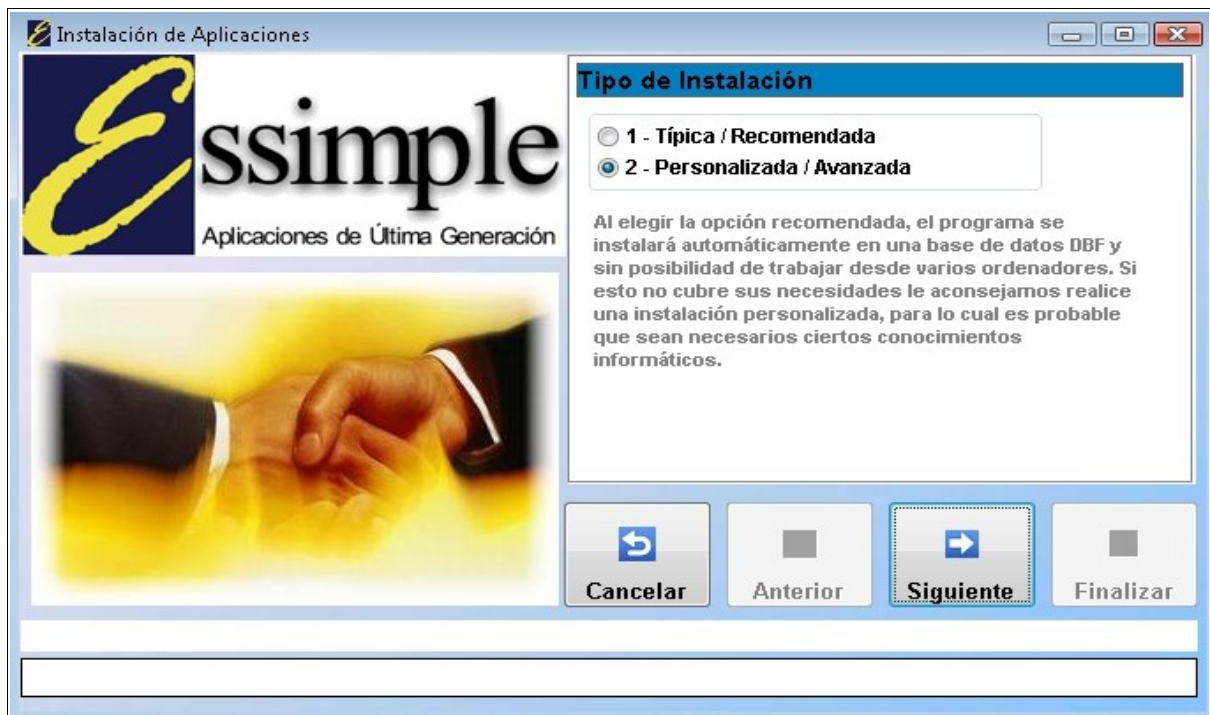 Instalación de Aplicaciones
Essimple
Aplicaciones de Última Generación
Tipo de Instalación
1 - Típica / Recomendada
2 - Personalizada / Avanzada
Al elegir la opción recomendada, el programa se
instalará automáticamente en una base de datos DBF y
sin posibilidad de trabajar desde varios ordenadores. Si
esto no cubre sus necesidades le aconsejamos realice
una instalación personalizada, para lo cual es probable
que sean necesarios ciertos conocimientos
informáticos.
Cancelar
Anterior
Siguiente
Finalizar